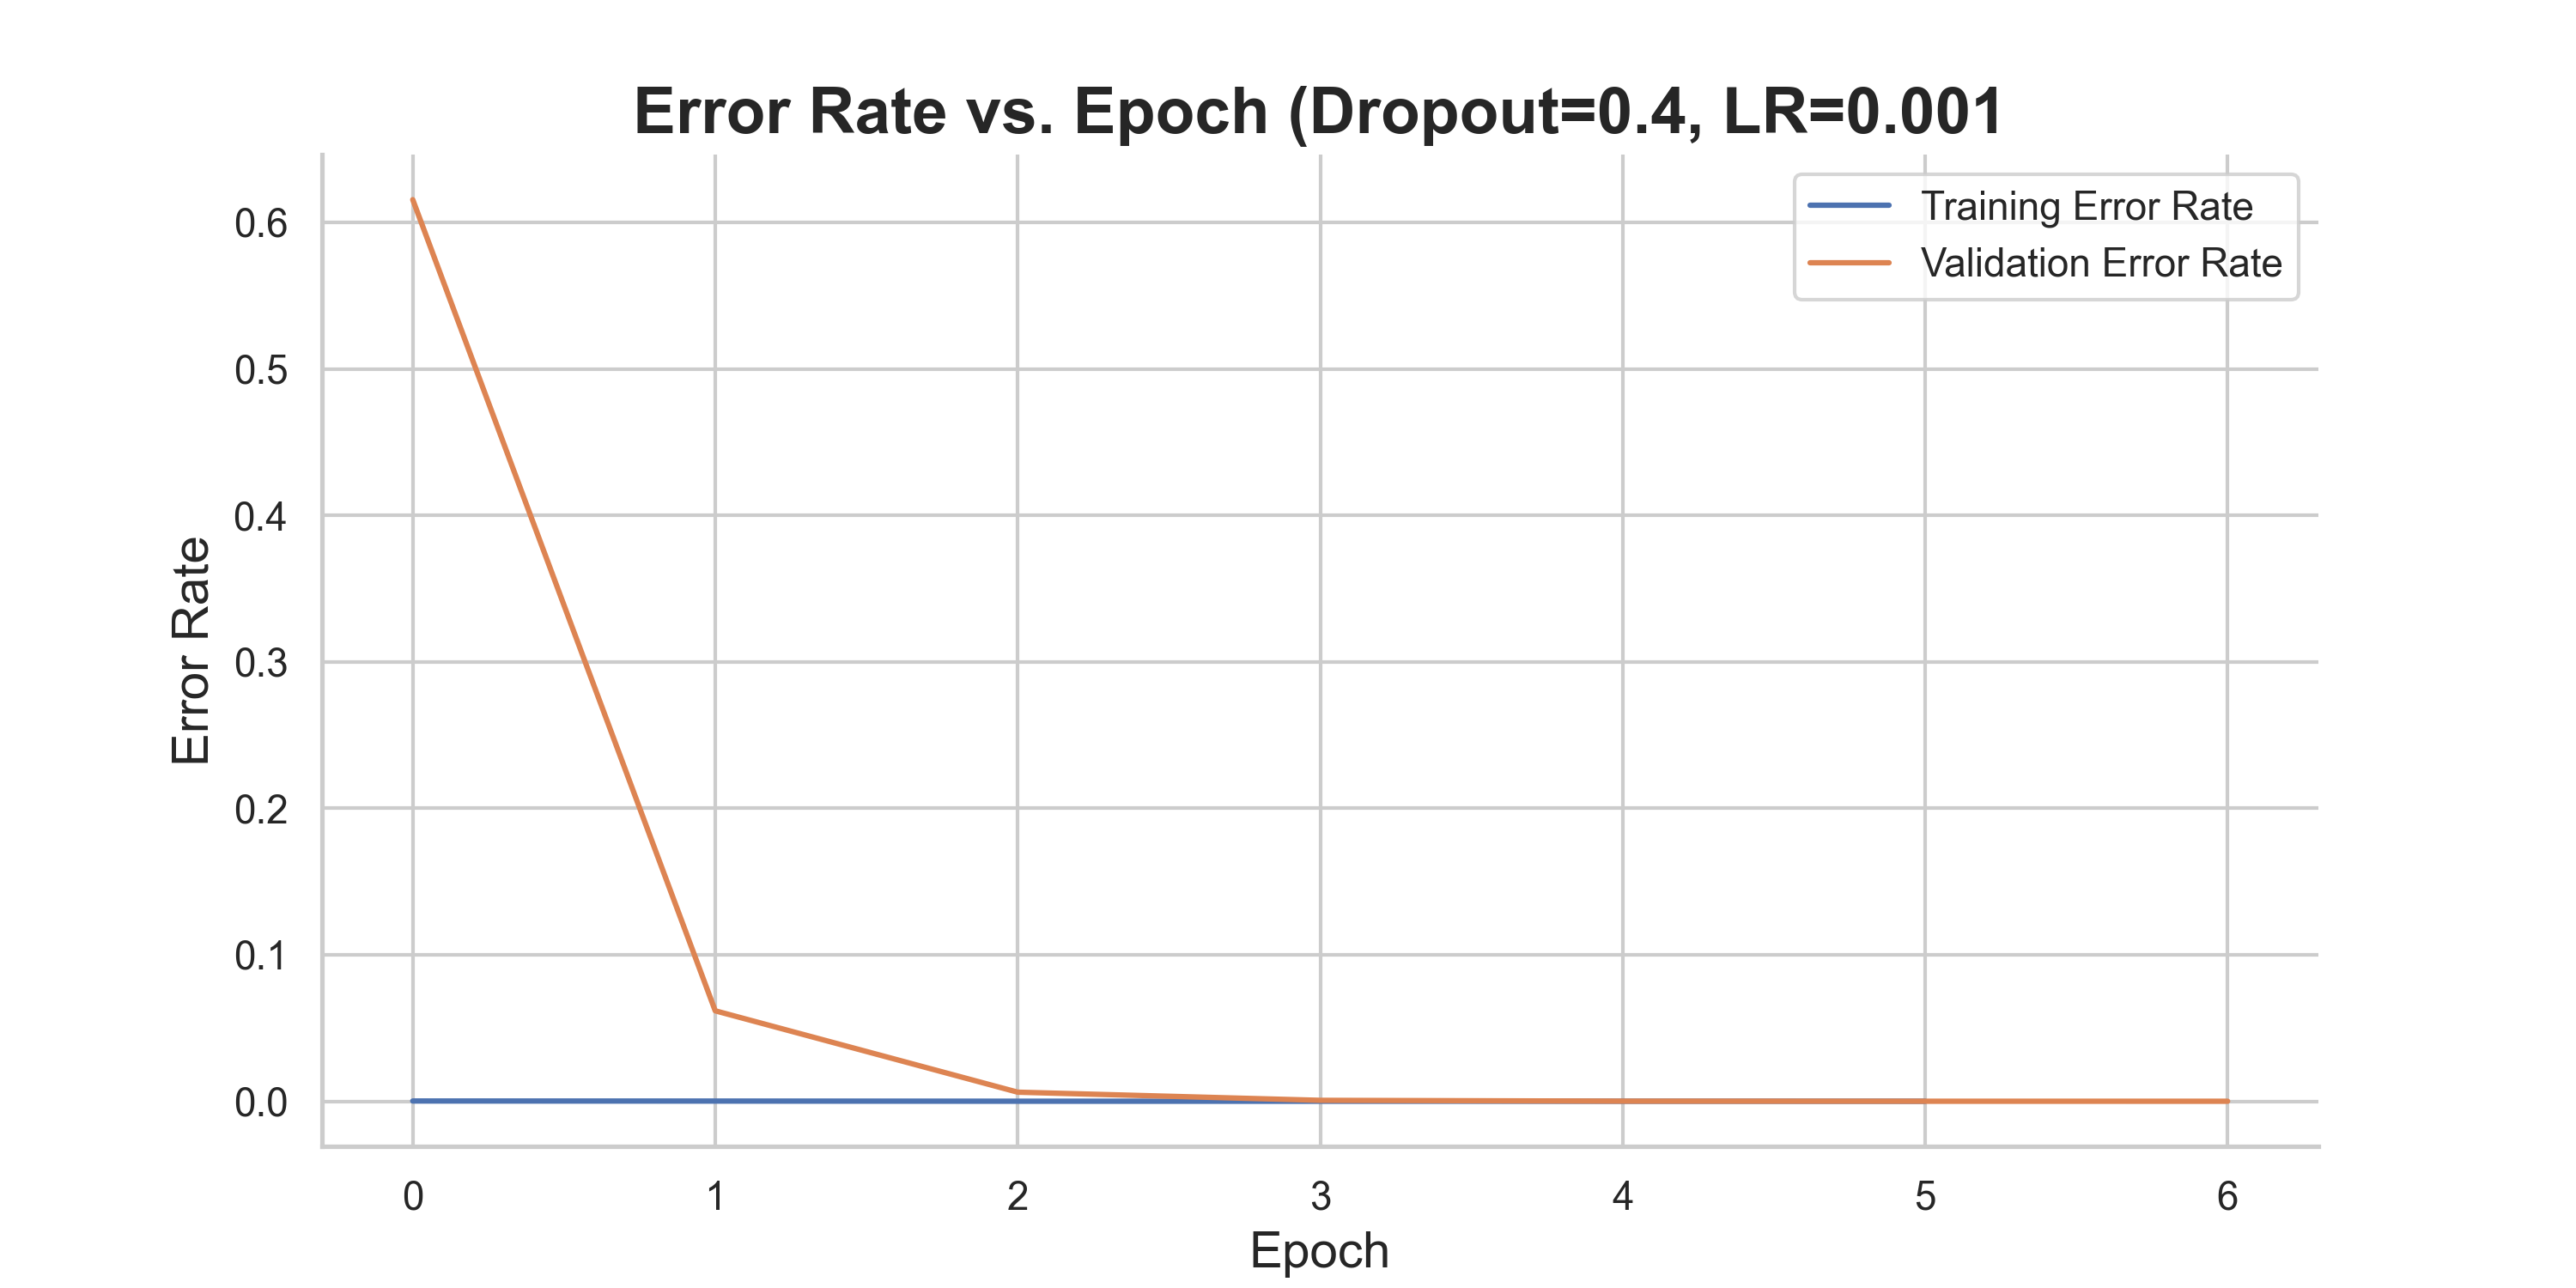 Error Rate vs. Epoch (Dropout=0.4, LR=0.001
Training Error Rate
Validation Error Rate
Error Rate
0.6
0.5
0.4
0.3
0.2
0.1
0.0
0 1 2 3 4 5 6
Epoch